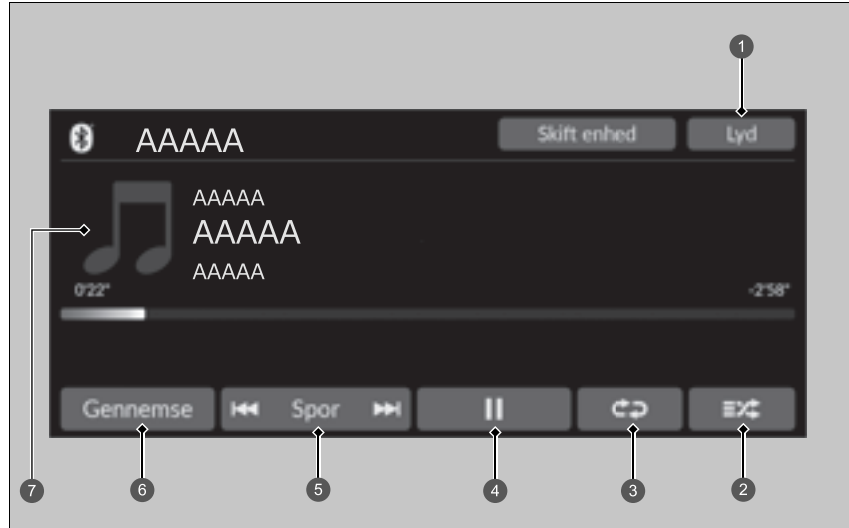 1
AAAAA Skift enhed Lyd
AAAAA
AAAAA
AAAAA
7
0'22" -2'58"
Gennemse Spor
6 5 4 3 2